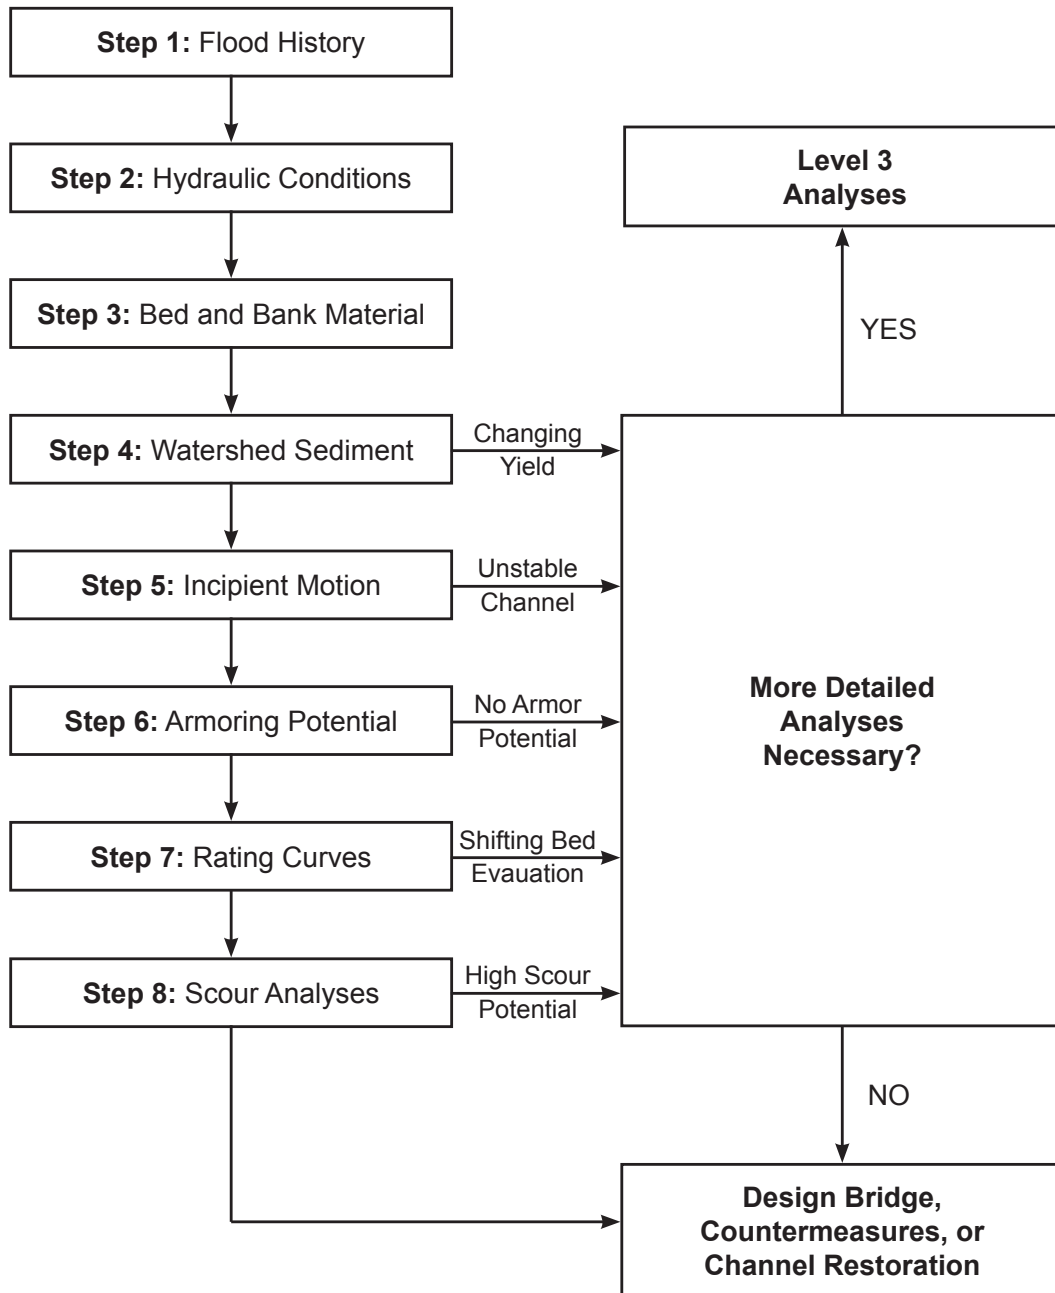 Step 1: Flood History
Step 2: Hydraulic Conditions
Level 3
Analyses
Step 3: Bed and Bank Material
YES
Step 4: Watershed Sediment
Changing
Yield
Step 5: Incipient Motion
Unstable
Channel
Step 6: Armoring Potential
No Armor
Potential
More Detailed
Analyses
Necessary?
Step 7: Rating Curves
Shifting Bed
Evauation
Step 8: Scour Analyses
High Scour
Potential
NO
Design Bridge,
Countermeasures, or
Channel Restoration